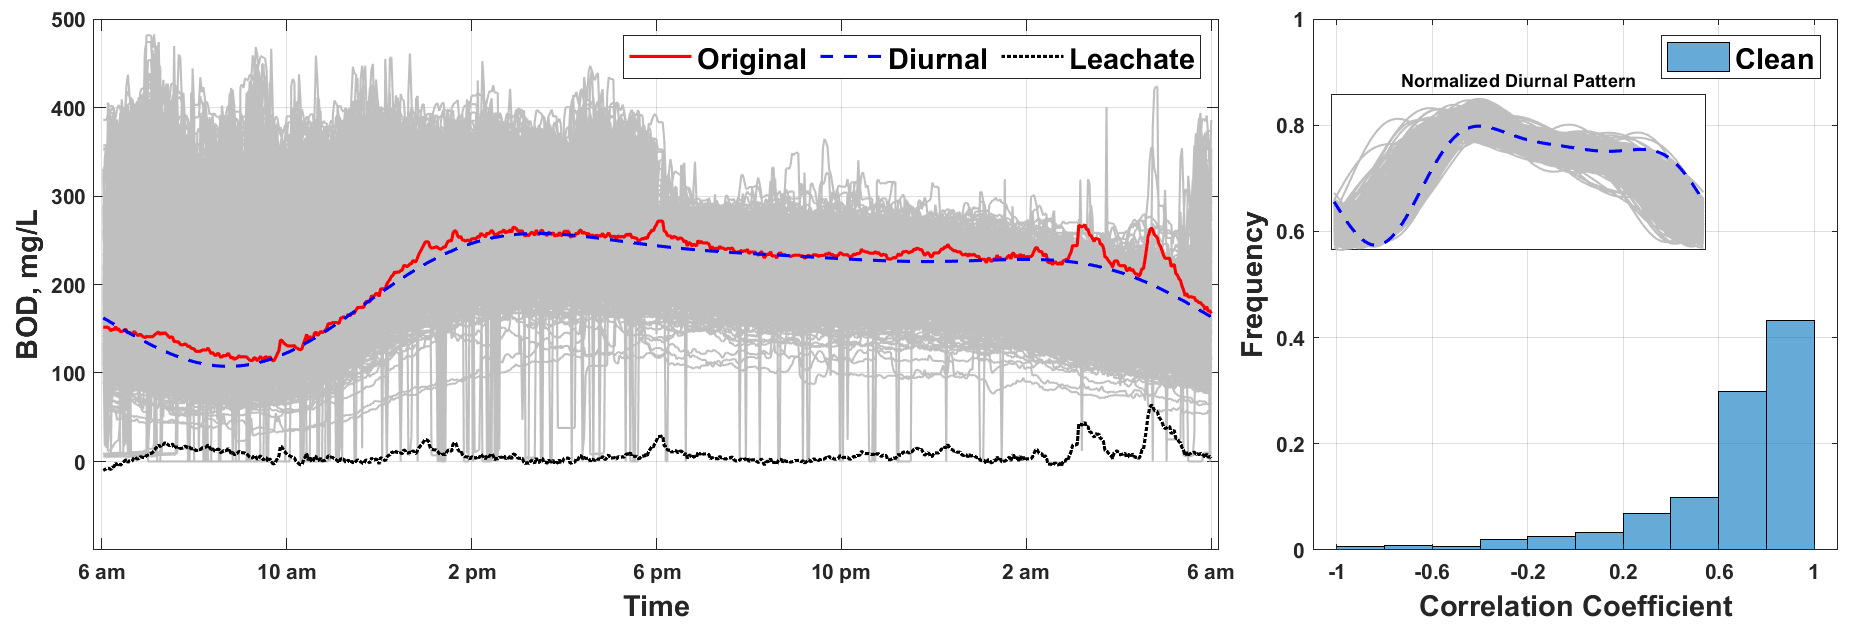 500
400
300
200
100
0
BOD, mg/L
Original Diurnal Leachate
6 am 10 am 2 pm 6 pm 10 pm 2 am 6 am
Time
1
0.8
0.6
0.4
0.2
0
Frequency
Clean
Normalized Diurnal Pattern
-1 -0.6 -0.2 0.2 0.6 1
Correlation Coefficient